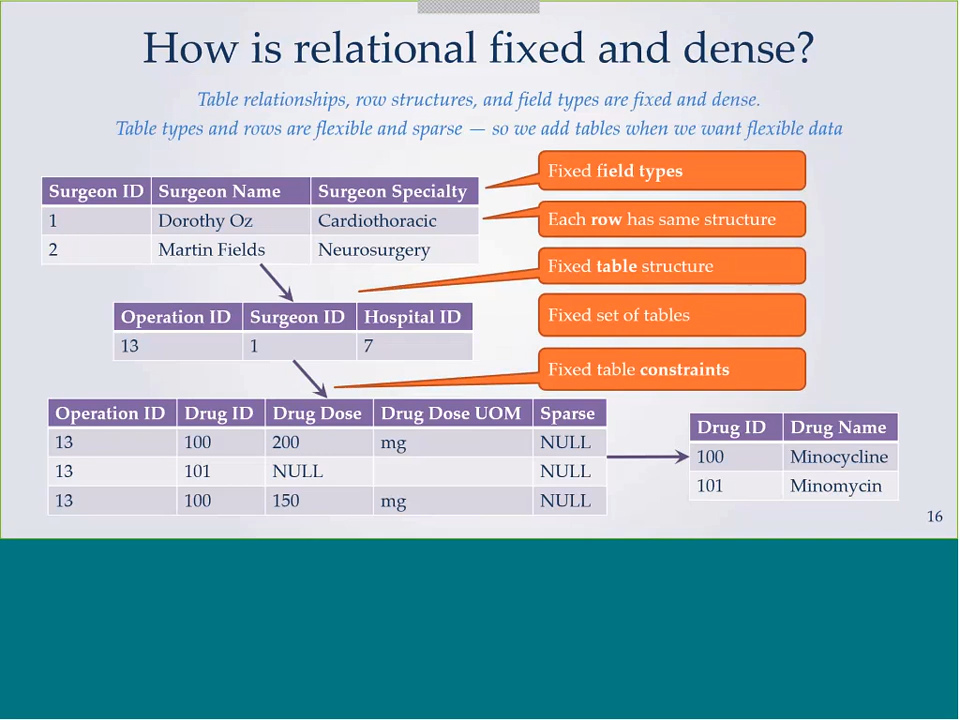 How is relational fixed and dense?
Table relationships, row structures, and field types are fixed and dense.
Table types and rows are flexible and sparse — so we add tables when we want flexible data
Surgeon ID Surgeon Name Surgeon Specialty
1 Dorothy Oz Cardiothoracic
2 Martin Fields Neurosurgery
Fixed field types
Each row has same structure
Fixed table structure
Fixed set of tables
Fixed table constraints
Operation ID Surgeon ID Hospital ID
13 1 7
Operation ID Drug ID Drug Dose Drug Dose UOM Sparse
13 100 200 mg NULL
13 101 NULL NULL
13 100 150 mg NULL
Drug ID Drug Name
100 Minocycline
101 Minomycin
16